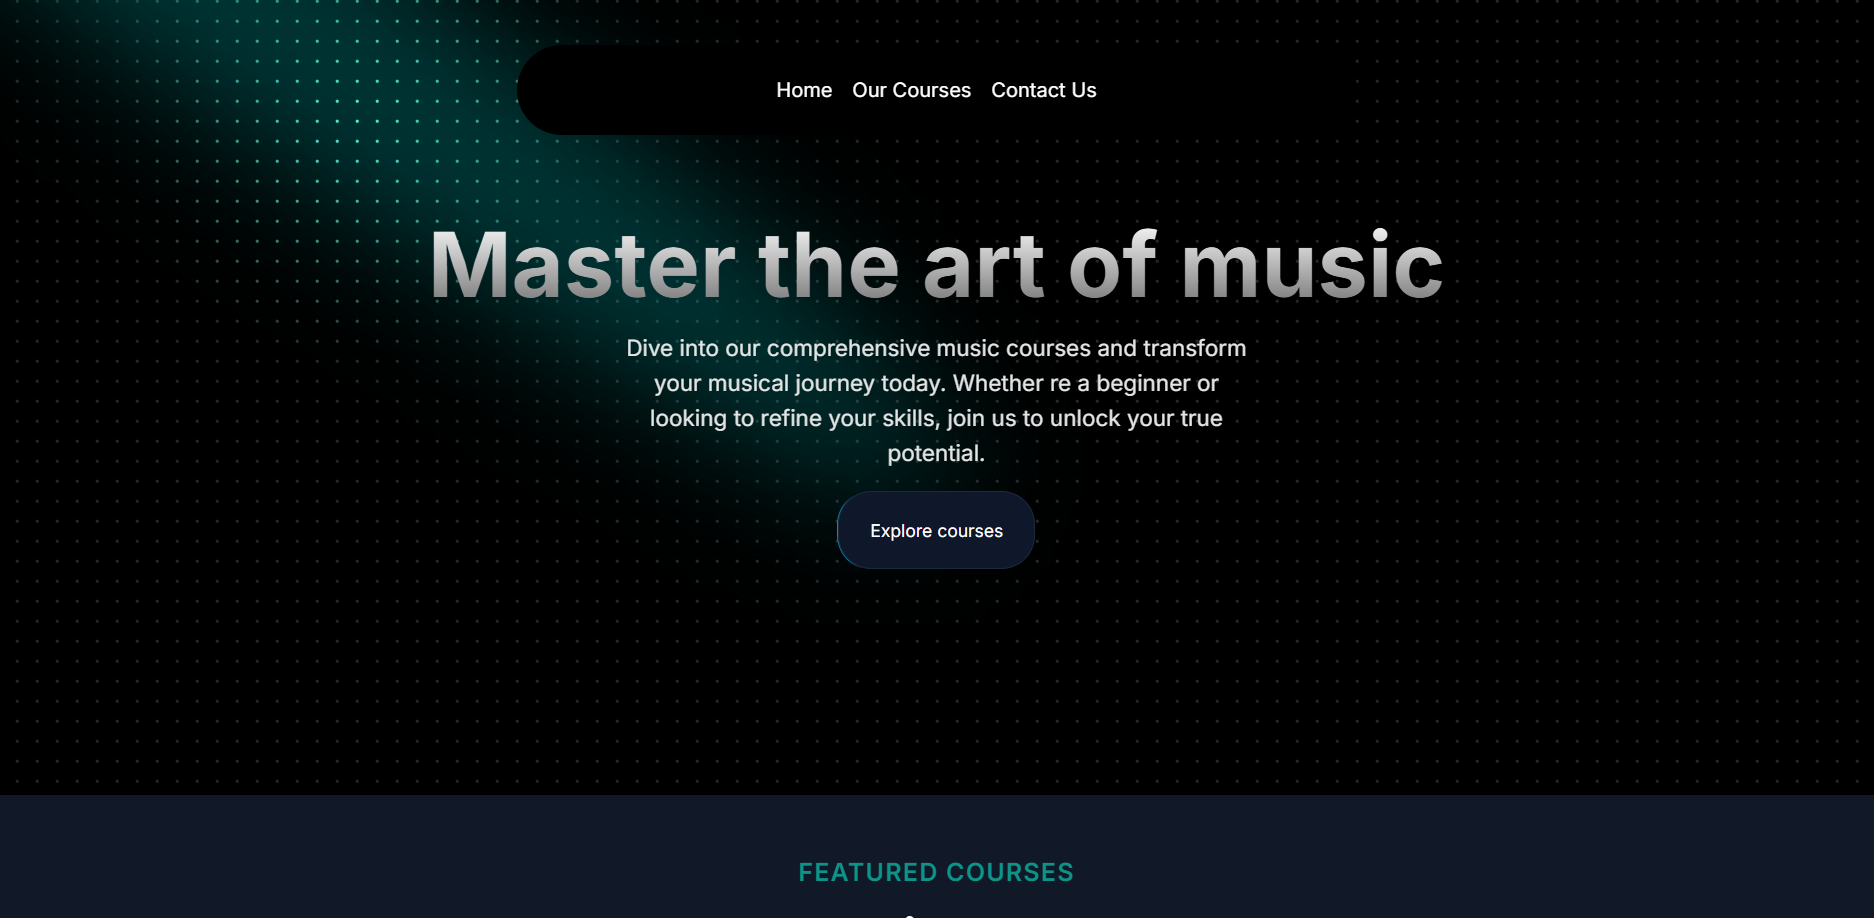 Home Our Courses Contact Us
Master the art of music
Dive into our comprehensive music courses and transform
your musical journey today. Whether re a beginner or
looking to refine your skills, join us to unlock your true
potential.
Explore courses
FEATURED COURSES